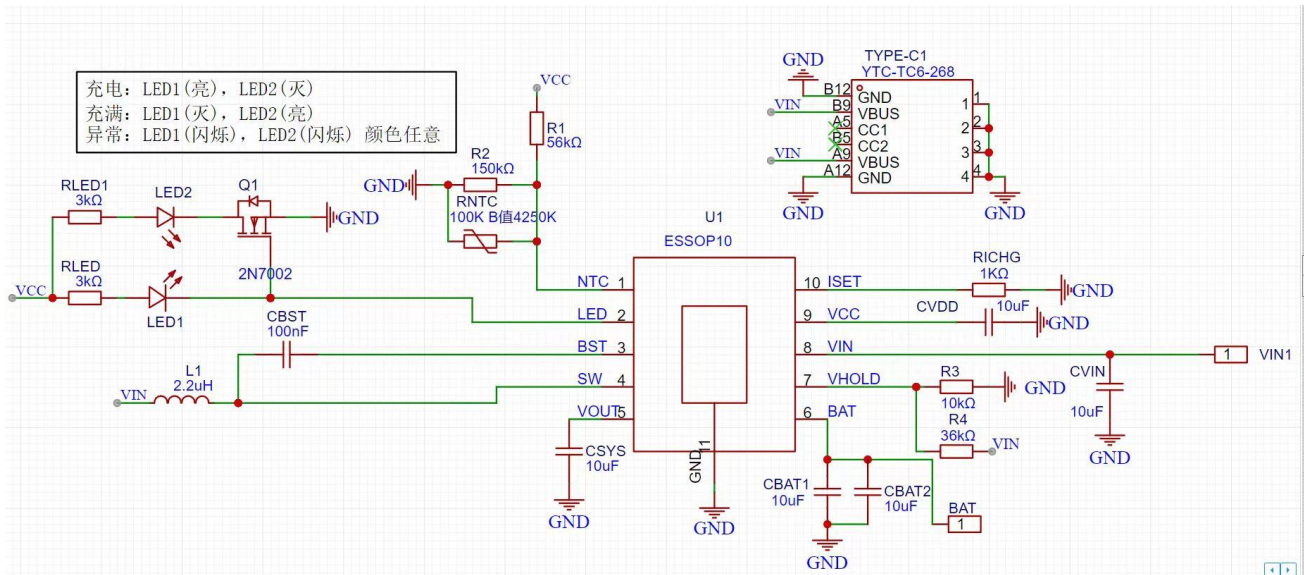 充电: LED1(亮), LED2(灭)
充满: LED1(灭), LED2(亮)
异常: LED1(闪烁), LED2(闪烁) 颜色任意
VCC
R1
56kΩ
R2
150kΩ
GND
RNTC
100K B值4250K
RLED1
3kΩ
LED2
Q1
GND
2N7002
RLED
3kΩ
VCC
LED1
CBST
100nF
L1
2.2uH
VIN
GND
TYPE-C1
YTC-TC6-268
B12
GND
1
1
VIN
B9
VBUS
A5
CC1
2
2
B5
CC2
3
3
VIN
A9
VBUS
A12
GND
4
4
GND
GND
U1
ESSOP10
NTC
1
LED
2
BST
3
SW
4
VOUT
5
10
ISET
9
VCC
8
VIN
7
VHOLD
6
BAT
GND
11
GND
CSYS
10uF
GND
RICHG
1KΩ
GND
CVDD
10uF
GND
1
VIN1
CVIN
10uF
GND
R3
10kΩ
GND
R4
36kΩ
VIN
CBAT1
10uF
CBAT2
10uF
BAT
1
GND